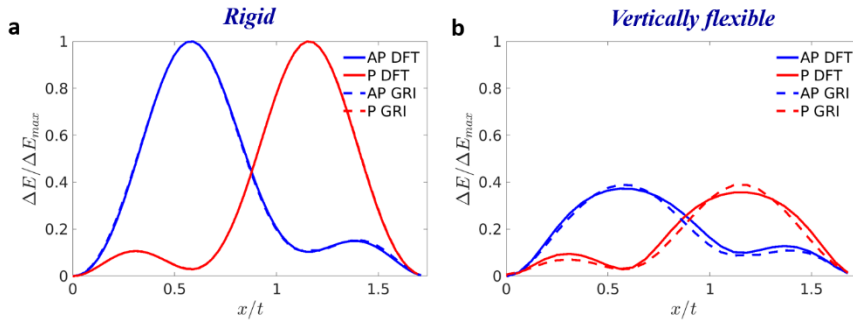 a
Rigid
1
0.8
0.6
0.4
0.2
0
ΔE/ΔE_max
0
0.5
1
1.5
x/t
AP DFT
P DFT
AP GRI
P GRI
b
Vertically flexible
1
0.8
0.6
0.4
0.2
0
ΔE/ΔE_max
0
0.5
1
1.5
x/t
AP DFT
P DFT
AP GRI
P GRI